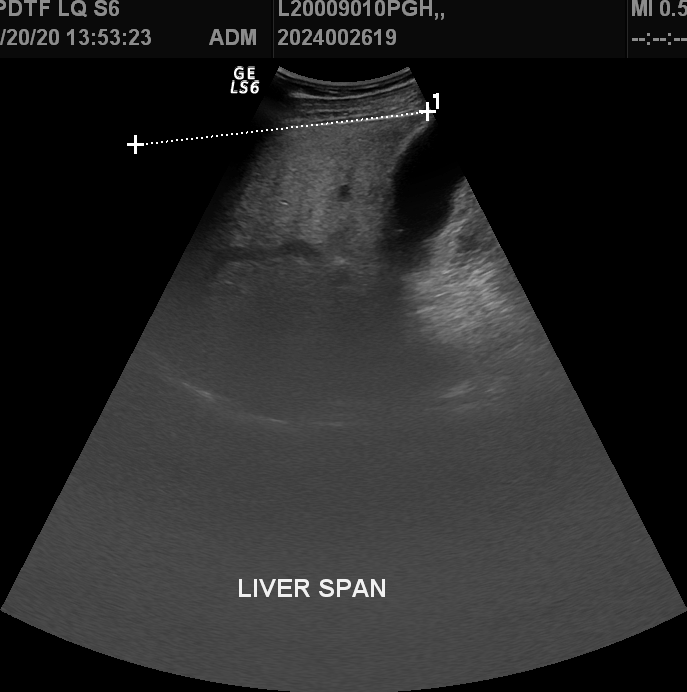 PDTF LQ S6
L20009010PGH,,
MI 0.5
/20/20 13:53:23
ADM
2024002619
--:--:--
GE
LS6
1
LIVER SPAN